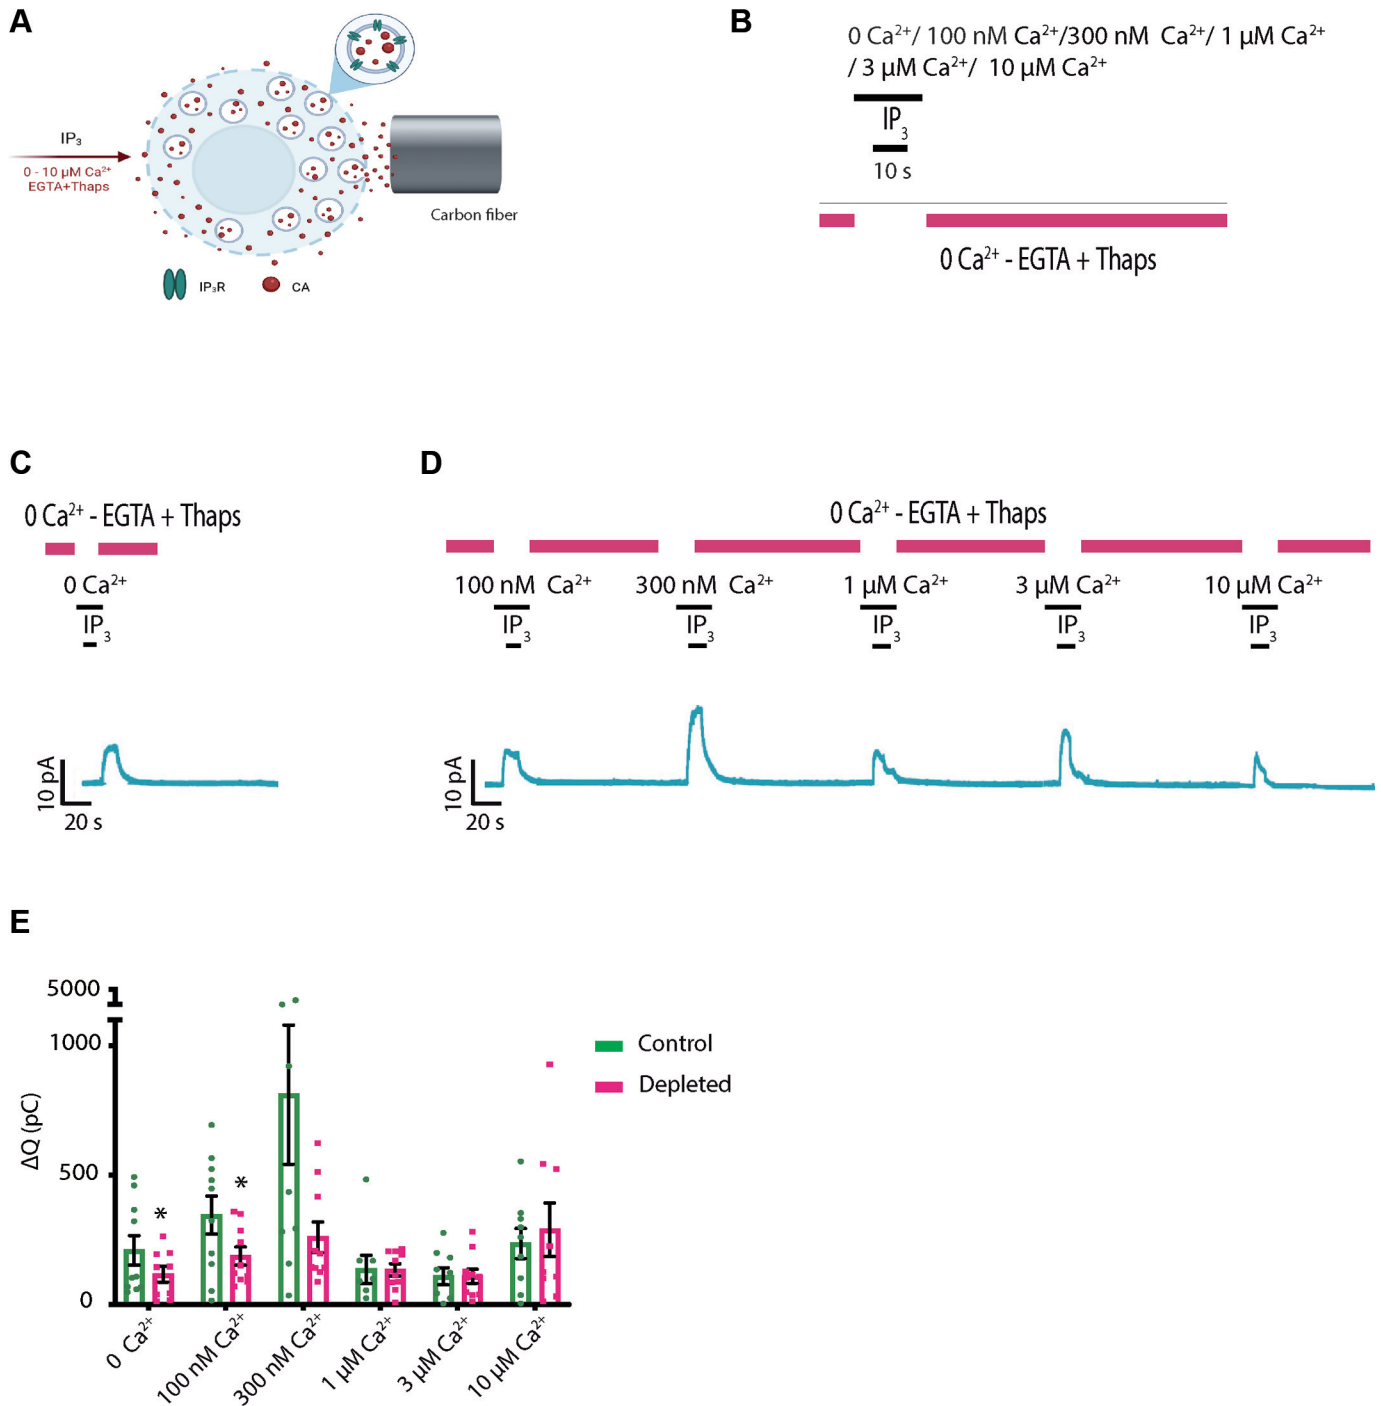 A
IP₃
0 - 10 µM Ca²⁺
EGTA+Thaps
Carbon fiber
IP₃R
CA
B
0 Ca²⁺/ 100 nM Ca²⁺/300 nM Ca²⁺/ 1 µM Ca²⁺
/ 3 µM Ca²⁺/ 10 µM Ca²⁺
IP₃
10 s
0 Ca²⁺ - EGTA + Thaps
C
0 Ca²⁺ - EGTA + Thaps
0 Ca²⁺
IP₃
10 pA
20 s
D
0 Ca²⁺ - EGTA + Thaps
100 nM Ca²⁺ 300 nM Ca²⁺ 1 µM Ca²⁺ 3 µM Ca²⁺ 10 µM Ca²⁺
IP₃ IP₃ IP₃ IP₃ IP₃
10 pA
20 s
E
ΔQ (pC)
5000
1000
500
0
* *
Control
Depleted
0 Ca²⁺
100 nM Ca²⁺
300 nM Ca²⁺
1 µM Ca²⁺
3 µM Ca²⁺
10 µM Ca²⁺